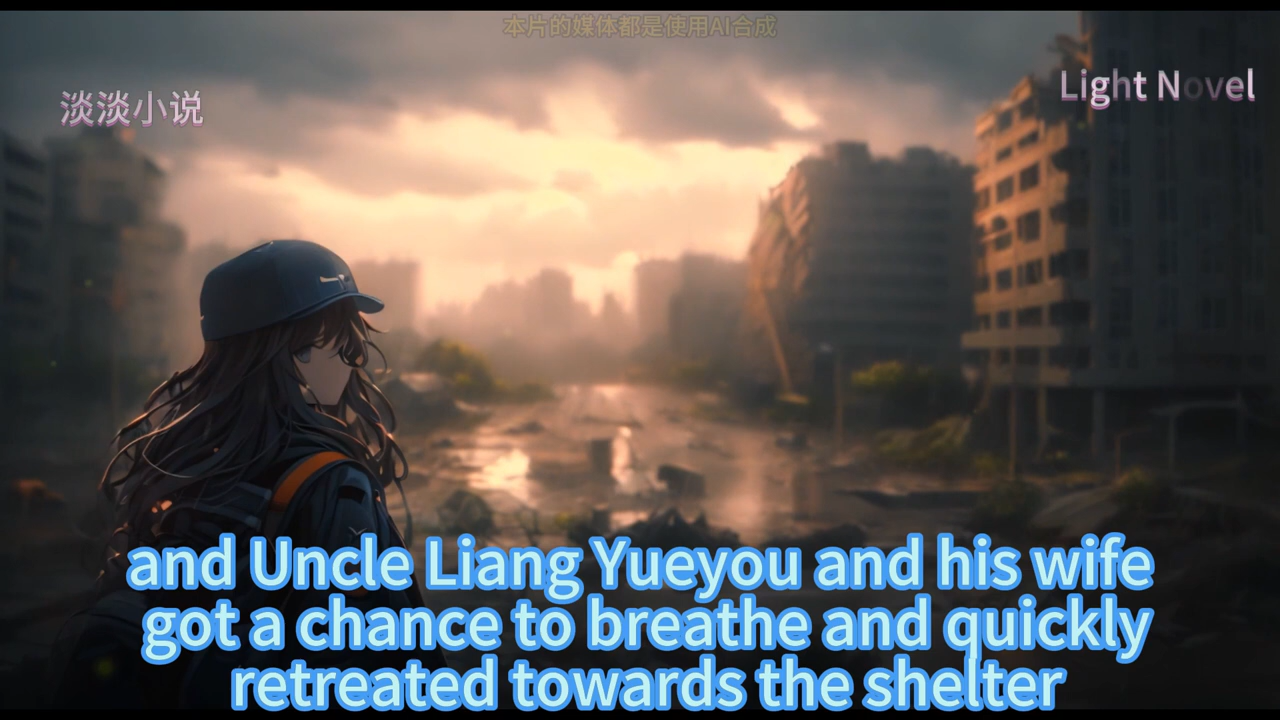 本片的媒体都是使用AI合成
Light Novel
淡淡小说
and Uncle Liang Yueyou and his wife
got a chance to breathe and quickly
retreated towards the shelter